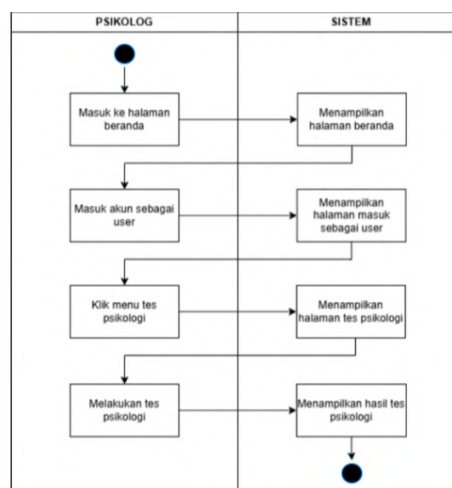 PSIKOLOG
SISTEM
Masuk ke halaman
beranda
Menampilkan
halaman beranda
Masuk akun sebagai
user
Menampilkan
halaman masuk
sebagai user
Klik menu tes
psikologi
Menampilkan
halaman tes psikologi
Melakukan tes
psikologi
Menampilkan hasil tes
psikologi